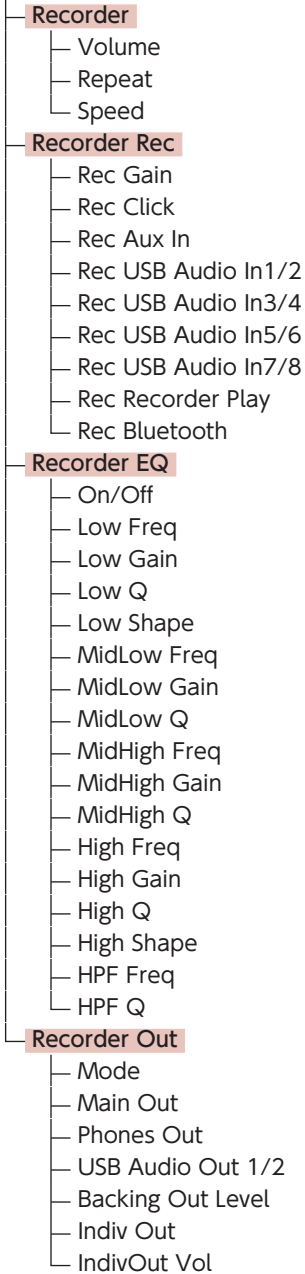 Recorder
Volume
Repeat
Speed
Recorder Rec
Rec Gain
Rec Click
Rec Aux In
Rec USB Audio In1/2
Rec USB Audio In3/4
Rec USB Audio In5/6
Rec USB Audio In7/8
Rec Recorder Play
Rec Bluetooth
Recorder EQ
On/Off
Low Freq
Low Gain
Low Q
Low Shape
MidLow Freq
MidLow Gain
MidLow Q
MidHigh Freq
MidHigh Gain
MidHigh Q
High Freq
High Gain
High Q
High Shape
HPF Freq
HPF Q
Recorder Out
Mode
Main Out
Phones Out
USB Audio Out 1/2
Backing Out Level
Indiv Out
IndivOut Vol